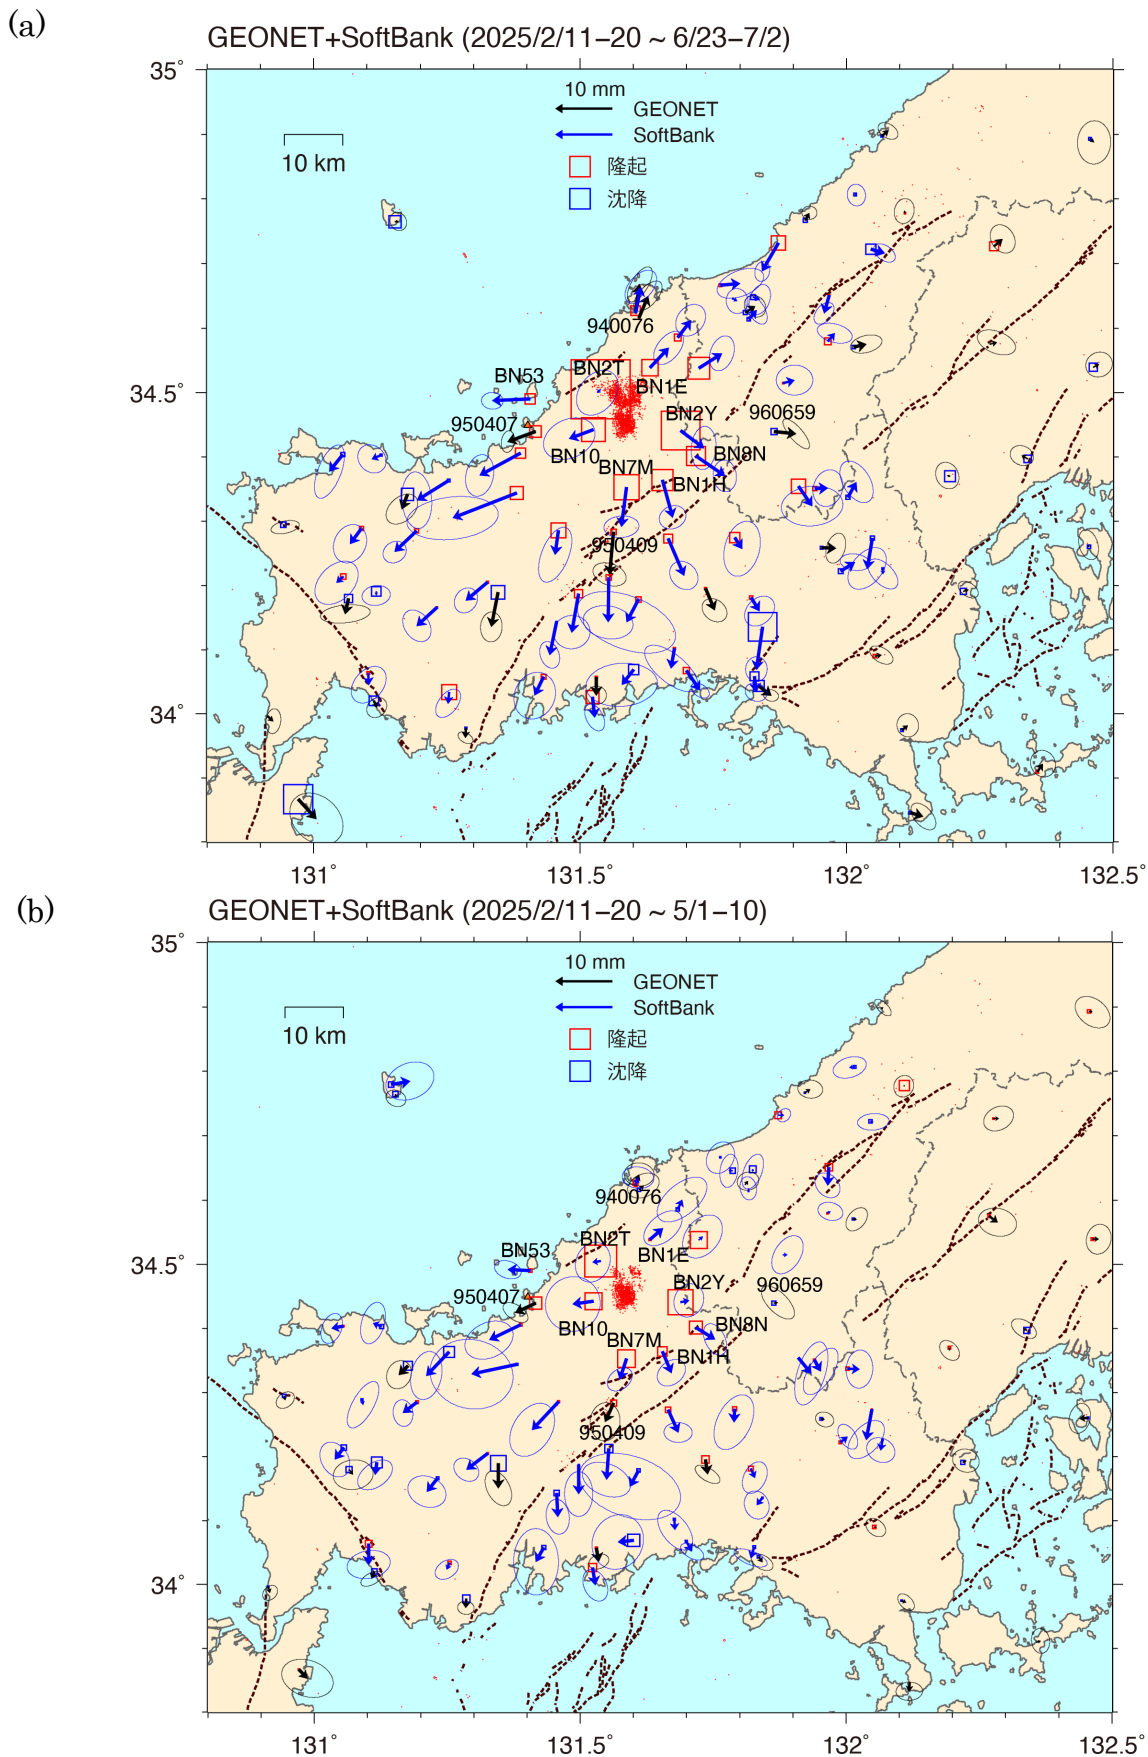 (a)
GEONET+SoftBank (2025/2/11−20 ~ 6/23−7/2)
35°
10 mm
GEONET
SoftBank
10 km
隆起
沈降
940076
BN53
BN2T
BN1E
34.5°
950407
BN2Y
960659
BN10
BN8N
BN7M
BN1H
950409
34°
131°
131.5°
132°
132.5°
(b)
GEONET+SoftBank (2025/2/11−20 ~ 5/1−10)
35°
10 mm
GEONET
SoftBank
10 km
隆起
沈降
940076
BN2T
BN53
BN1E
34.5°
BN2Y
960659
950407
BN10
BN8N
BN7M
BN1H
950409
34°
131°
131.5°
132°
132.5°